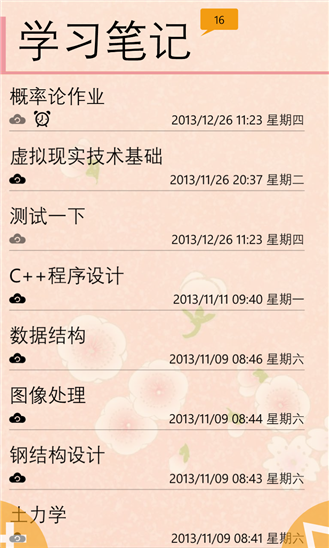 学习笔记
16
概率论作业
2013/12/26 11:23 星期四
虚拟现实技术基础
2013/11/26 20:37 星期二
测试一下
2013/12/26 11:23 星期四
C++程序设计
2013/11/11 09:40 星期一
数据结构
2013/11/09 08:46 星期六
图像处理
2013/11/09 08:44 星期六
钢结构设计
2013/11/09 08:43 星期六
土力学
2013/11/09 08:41 星期六